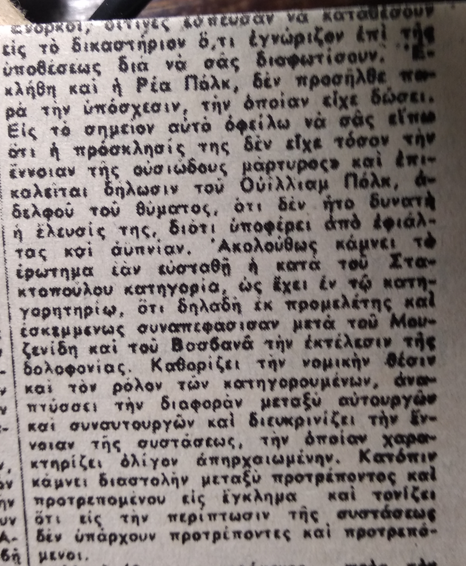 ἔνορκοι, οἵτινες ἔσπευσαν νὰ καταθέσουν
εἰς τὸ δικαστήριον ὅ,τι ἐγνώριζον ἐπὶ τῆς
ὑποθέσεως διὰ νὰ σᾶς διαφωτίσουν. Ἐ-
κλήθη καὶ ἡ Ρέα Πόλκ, δὲν προσῆλθε πα-
ρὰ τὴν ὑπόσχεσιν, τὴν ὁποίαν εἶχε δώσει.
Εἰς τὸ σημεῖον αὐτὸ ὀφείλω νὰ σᾶς εἴπω
ὅτι ἡ πρόσκλησίς της δὲν εἶχε τόσον τὴν
ἔννοιαν τῆς οὐσιώδους μάρτυρος» καὶ ἐπι-
καλεῖται δήλωσιν τοῦ Οὐίλλιαμ Πόλκ, ἀ-
δελφοῦ τοῦ θύματος, ὅτι δὲν ἦτο δυνατὴ
ἡ ἔλευσίς της, διότι ὑποφέρει ἀπὸ ἐφιάλ-
τας καὶ ἀυπνίαν. Ἀκολούθως κάμνει τὸ
ἐρώτημα ἐὰν εὐσταθῇ ἡ κατὰ τοῦ Στα-
κτοπούλου κατηγορία, ὡς ἔχει ἐν τῷ κατη-
γορητηρίῳ, ὅτι δηλαδὴ ἐκ προμελέτης καὶ
ἐσκεμμένως συναπεφάσισαν μετὰ τοῦ Μου-
ζενίδη καὶ τοῦ Βασβανᾶ τὴν ἐκτέλεσιν τῆς
δολοφονίας. Καθορίζει τὴν νομικὴν θέσιν
καὶ τὸν ρόλον τῶν κατηγορουμένων, ἀνα-
πτύσσει τὴν διαφορὰν μεταξὺ αὐτουργῶν
καὶ συναυτουργῶν καὶ διευκρινίζει τὴν ἔν-
νοιαν τῆς συστάσεως, τὴν ὁποίαν χαρα-
κτηρίζει ὀλίγον ἀπηρχαιωμένην. Κατόπιν
κάμνει διαστολὴν μεταξὺ προτρέποντος καὶ
προτρεπομένου εἰς ἔγκλημα καὶ τονίζει
ὅτι εἰς τὴν περίπτωσιν τῆς συστάσεως
δὲν ὑπάρχουν προτρέποντες καὶ προτρεπό-
μενοι.